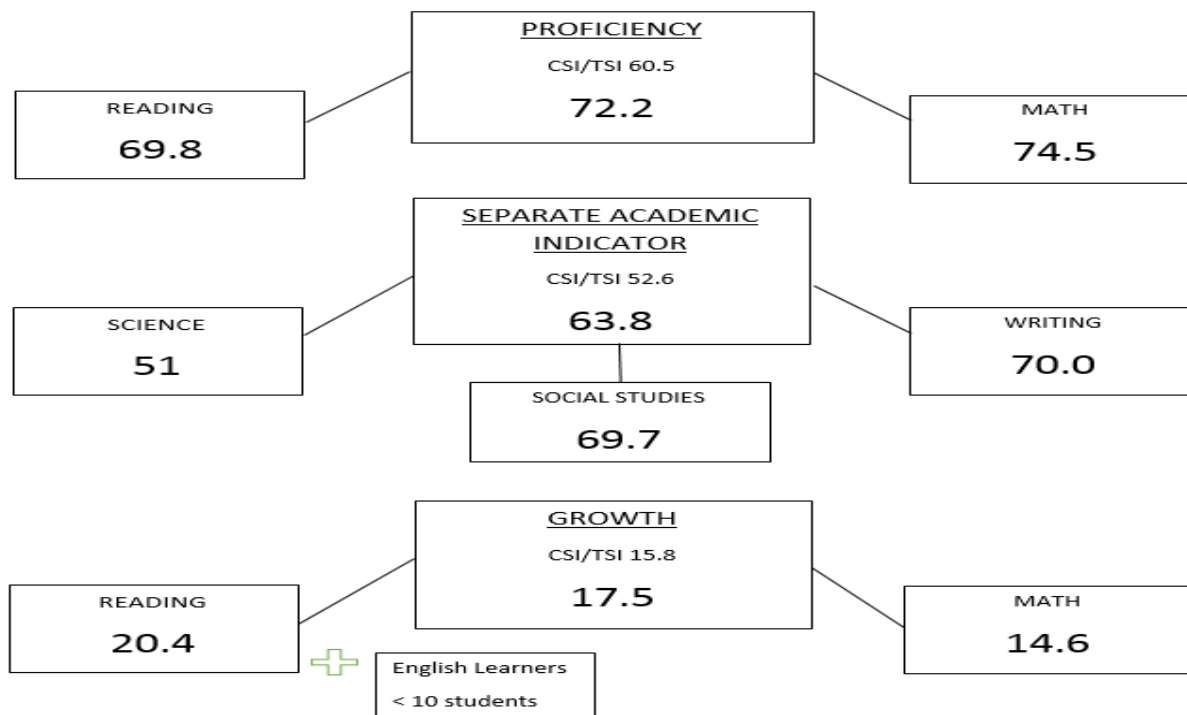 PROFICIENCY
CSI/TSI 60.5
72.2
READING
69.8
MATH
74.5
SEPARATE ACADEMIC
INDICATOR
CSI/TSI 52.6
63.8
SCIENCE
51
WRITING
70.0
SOCIAL STUDIES
69.7
GROWTH
CSI/TSI 15.8
17.5
READING
20.4
MATH
14.6
English Learners
< 10 students